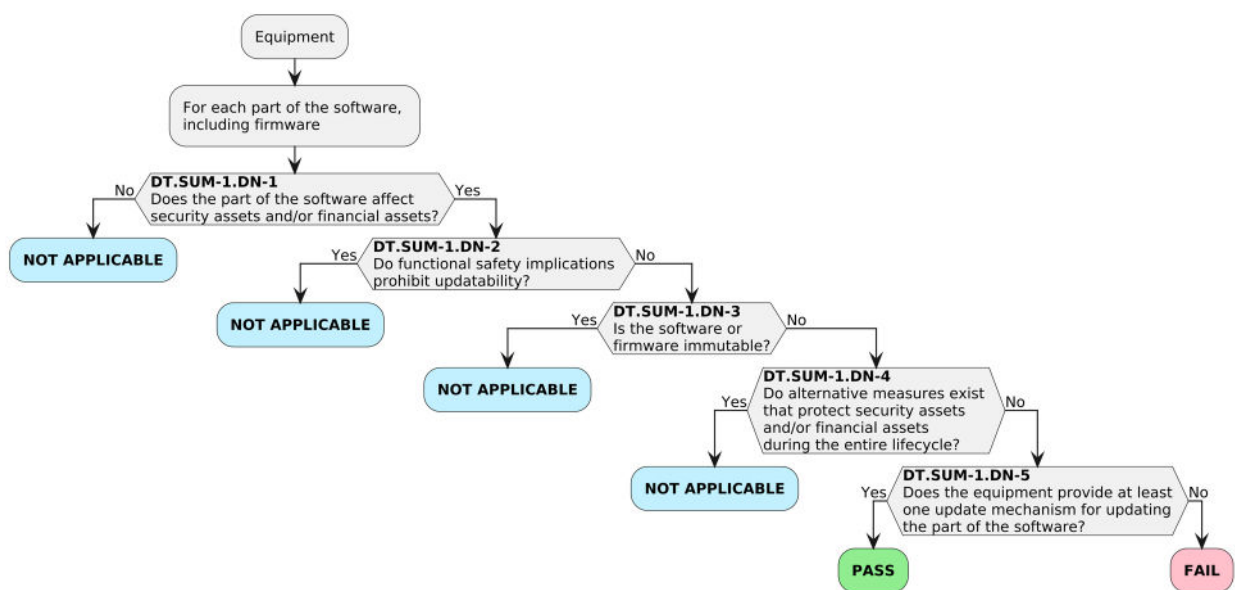 Equipment
For each part of the software,
including firmware
DT.SUM-1.DN-1
No
Does the part of the software affect
Yes
security assets and/or financial assets?
NOT APPLICABLE
DT.SUM-1.DN-2
Yes
Do functional safety implications
No
prohibit updatability?
NOT APPLICABLE
DT.SUM-1.DN-3
Yes
Is the software or
No
firmware immutable?
NOT APPLICABLE
DT.SUM-1.DN-4
Do alternative measures exist
Yes
that protect security assets
No
and/or financial assets
during the entire lifecycle?
NOT APPLICABLE
DT.SUM-1.DN-5
Yes
Does the equipment provide at least
No
one update mechanism for updating
the part of the software?
PASS
FAIL